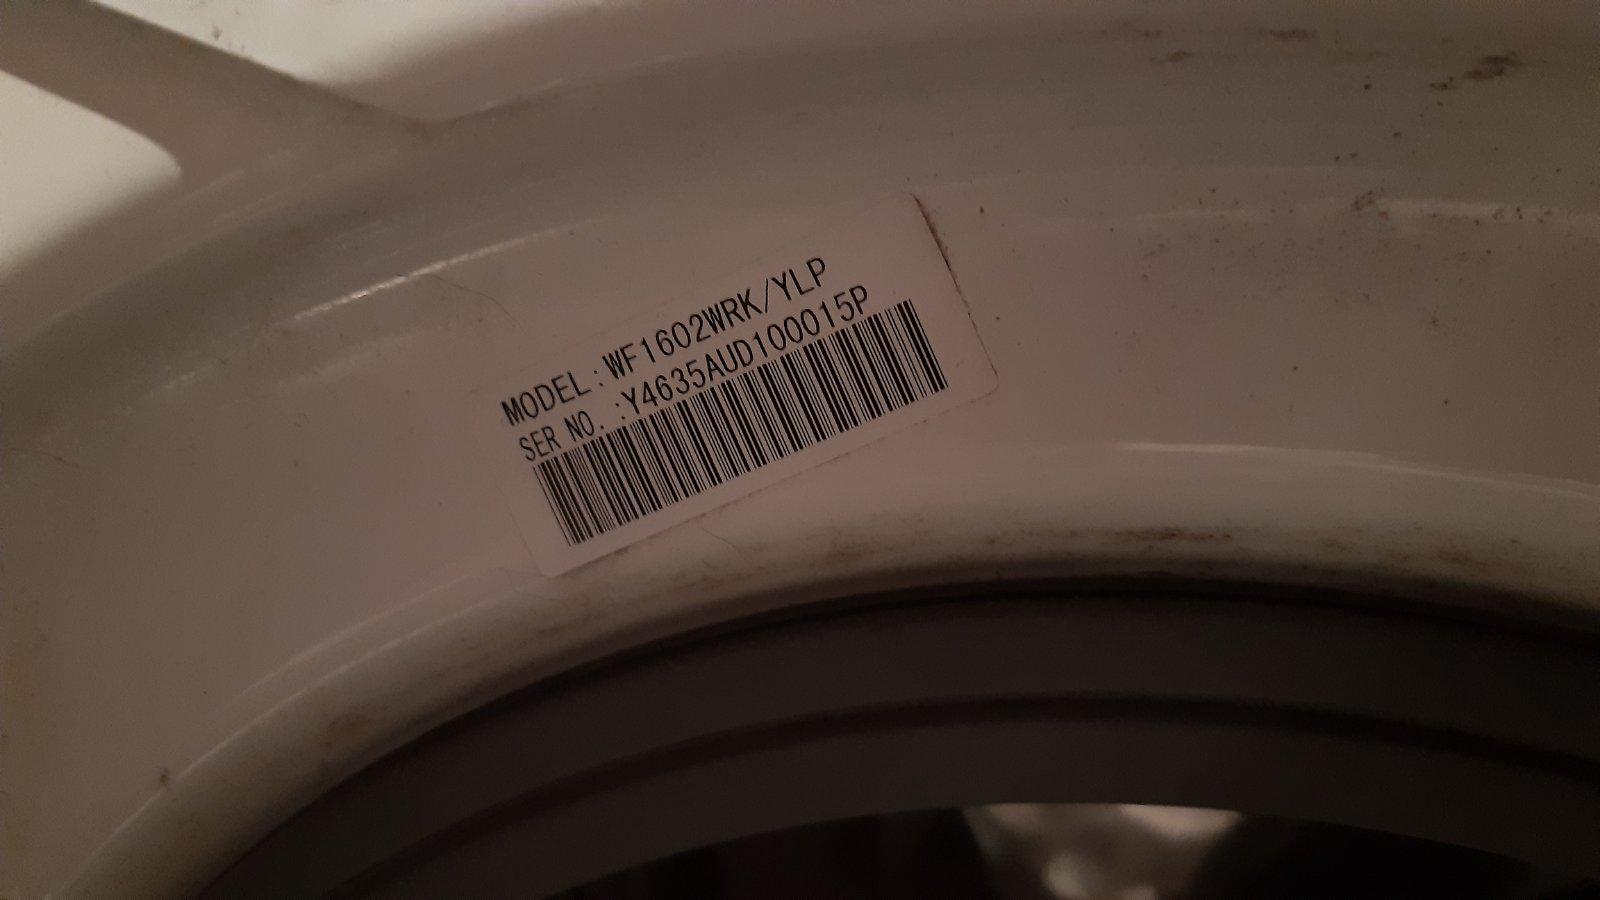 MODEL:WF1602WRK/YLP
SER NO. :Y4635AUD100015P